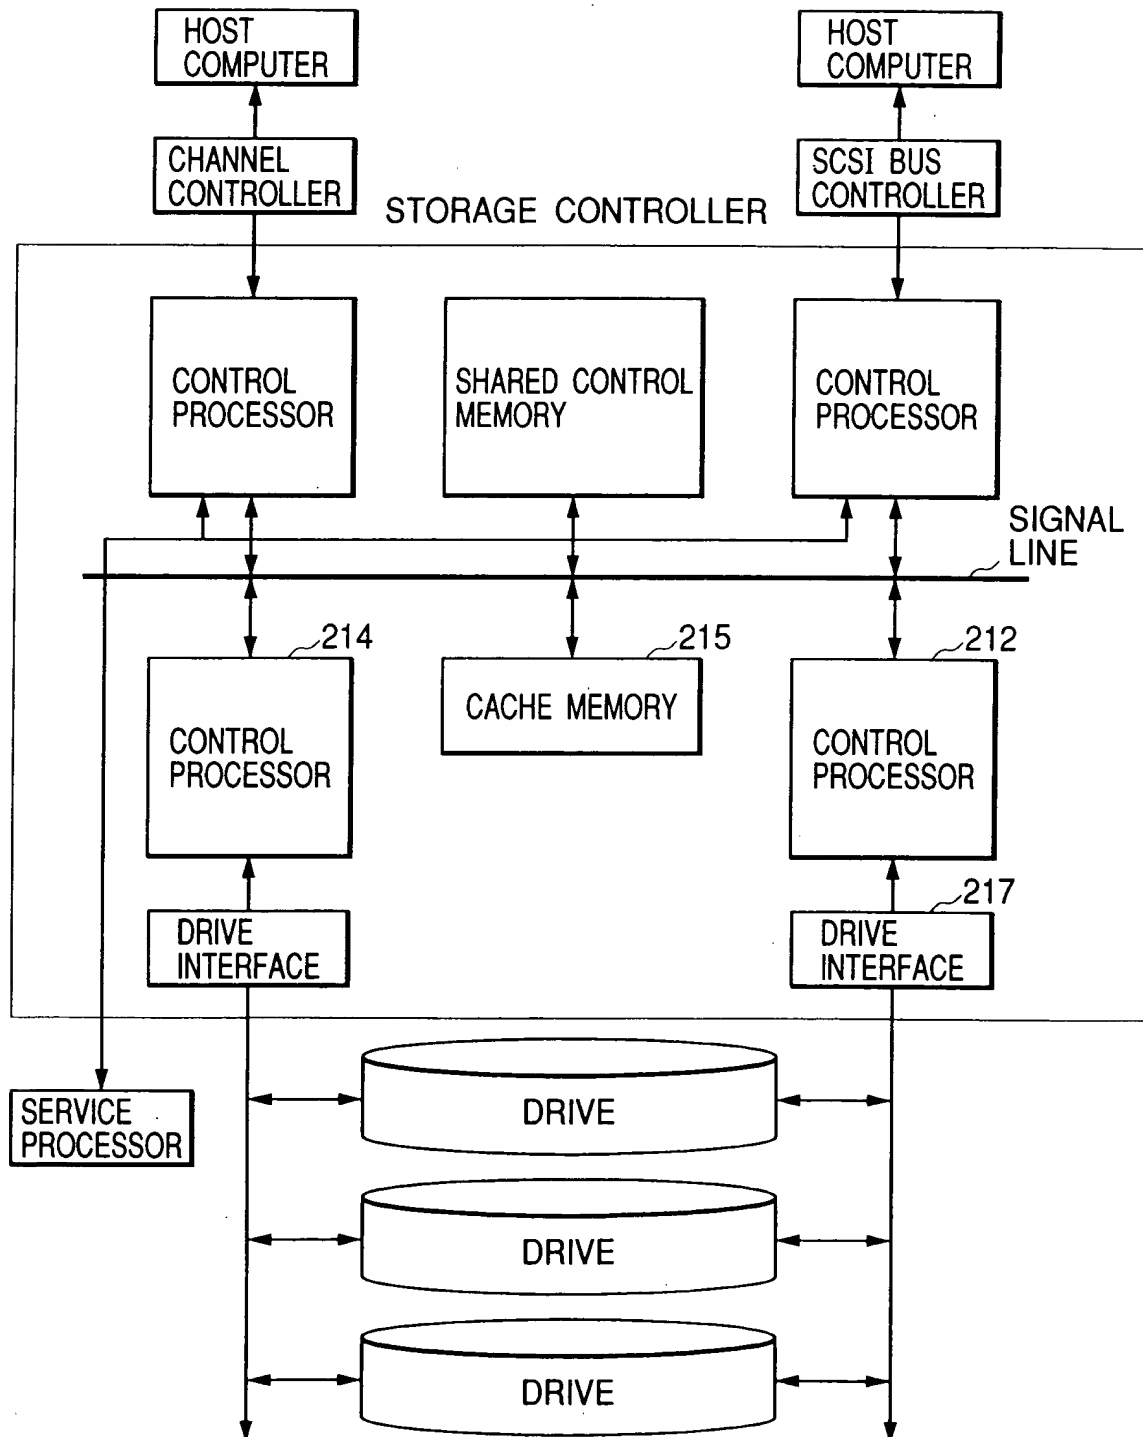 HOST
COMPUTER
HOST
COMPUTER
CHANNEL
CONTROLLER
SCSI BUS
CONTROLLER
STORAGE CONTROLLER
CONTROL
PROCESSOR
SHARED CONTROL
MEMORY
CONTROL
PROCESSOR
SIGNAL
LINE
214
215
212
CONTROL
PROCESSOR
CACHE MEMORY
CONTROL
PROCESSOR
217
DRIVE
INTERFACE
DRIVE
INTERFACE
SERVICE
PROCESSOR
DRIVE
DRIVE
DRIVE